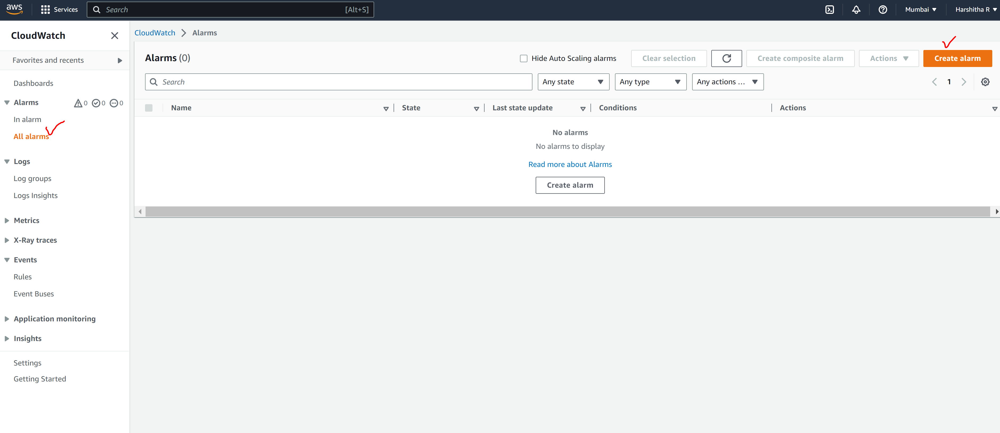 aws Services Search [Alt+S] Mumbai Harshitha R
CloudWatch
Favorites and recents
Dashboards
Alarms 0 0 0
In alarm
All alarms
Logs
Log groups
Logs Insights
Metrics
X-Ray traces
Events
Rules
Event Buses
Application monitoring
Insights
Settings
Getting Started
CloudWatch Alarms
Alarms (0) Hide Auto Scaling alarms Clear selection Create composite alarm Actions Create alarm
Search Any state Any type Any actions ... 1
Name State Last state update Conditions Actions
No alarms
No alarms to display
Read more about Alarms
Create alarm